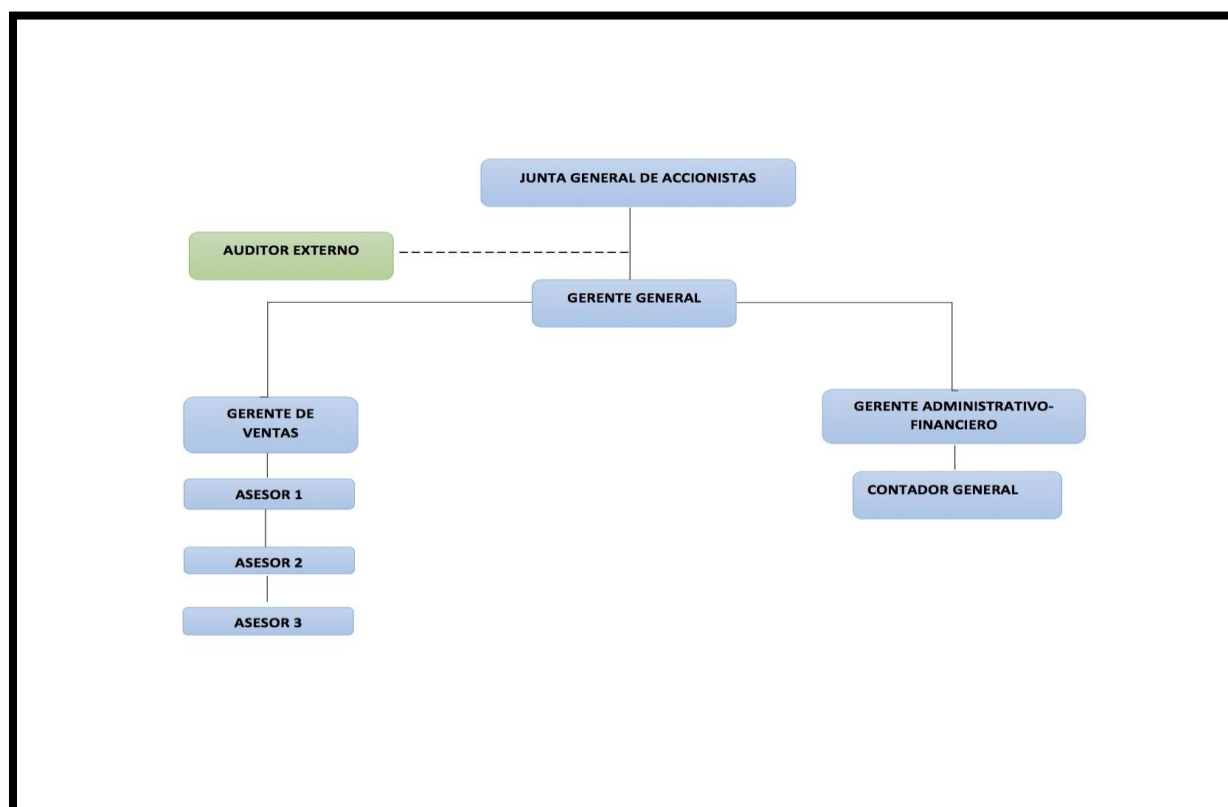 JUNTA GENERAL DE ACCIONISTAS
AUDITOR EXTERNO
GERENTE GENERAL
GERENTE DE
VENTAS
GERENTE ADMINISTRATIVO-
FINANCIERO
ASESOR 1
CONTADOR GENERAL
ASESOR 2
ASESOR 3